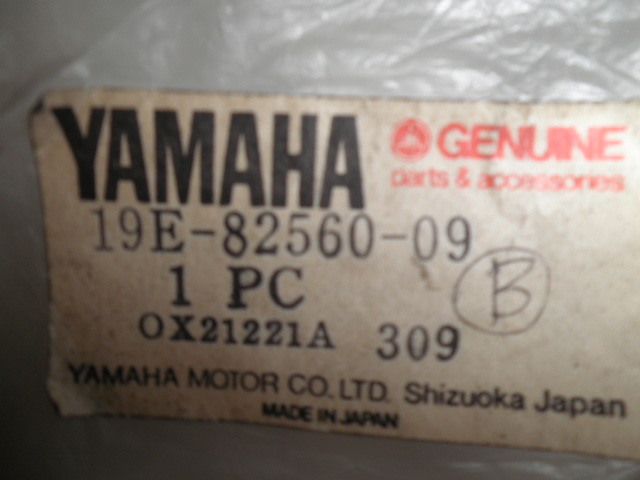 YAMAHA
GENUINE
parts & accessories
19E-82560-09
1 PC
B
OX21221A 309
YAMAHA MOTOR CO., LTD. Shizuoka Japan
MADE IN JAPAN